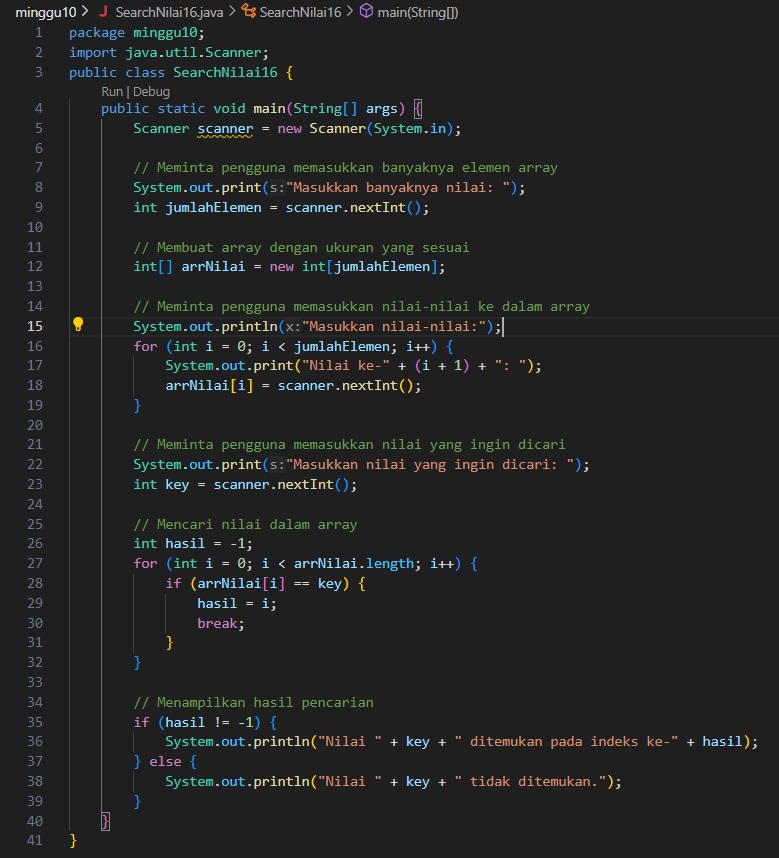 minggu10 > J SearchNilai16.java > SearchNilai16 > main(String[])
1 package minggu10;
2 import java.util.Scanner;
3 public class SearchNilai16 {
Run | Debug
4     public static void main(String[] args) {
5         Scanner scanner = new Scanner(System.in);
6
7         // Meminta pengguna memasukkan banyaknya elemen array
8         System.out.print(s:"Masukkan banyaknya nilai: ");
9         int jumlahElemen = scanner.nextInt();
10
11         // Membuat array dengan ukuran yang sesuai
12         int[] arrNilai = new int[jumlahElemen];
13
14         // Meminta pengguna memasukkan nilai-nilai ke dalam array
15         System.out.println(x:"Masukkan nilai-nilai:");
16         for (int i = 0; i < jumlahElemen; i++) {
17             System.out.print("Nilai ke-" + (i + 1) + ": ");
18             arrNilai[i] = scanner.nextInt();
19         }
20
21         // Meminta pengguna memasukkan nilai yang ingin dicari
22         System.out.print(s:"Masukkan nilai yang ingin dicari: ");
23         int key = scanner.nextInt();
24
25         // Mencari nilai dalam array
26         int hasil = -1;
27         for (int i = 0; i < arrNilai.length; i++) {
28             if (arrNilai[i] == key) {
29                 hasil = i;
30                 break;
31             }
32         }
33
34         // Menampilkan hasil pencarian
35         if (hasil != -1) {
36             System.out.println("Nilai " + key + " ditemukan pada indeks ke-" + hasil);
37         } else {
38             System.out.println("Nilai " + key + " tidak ditemukan.");
39         }
40     }
41 }